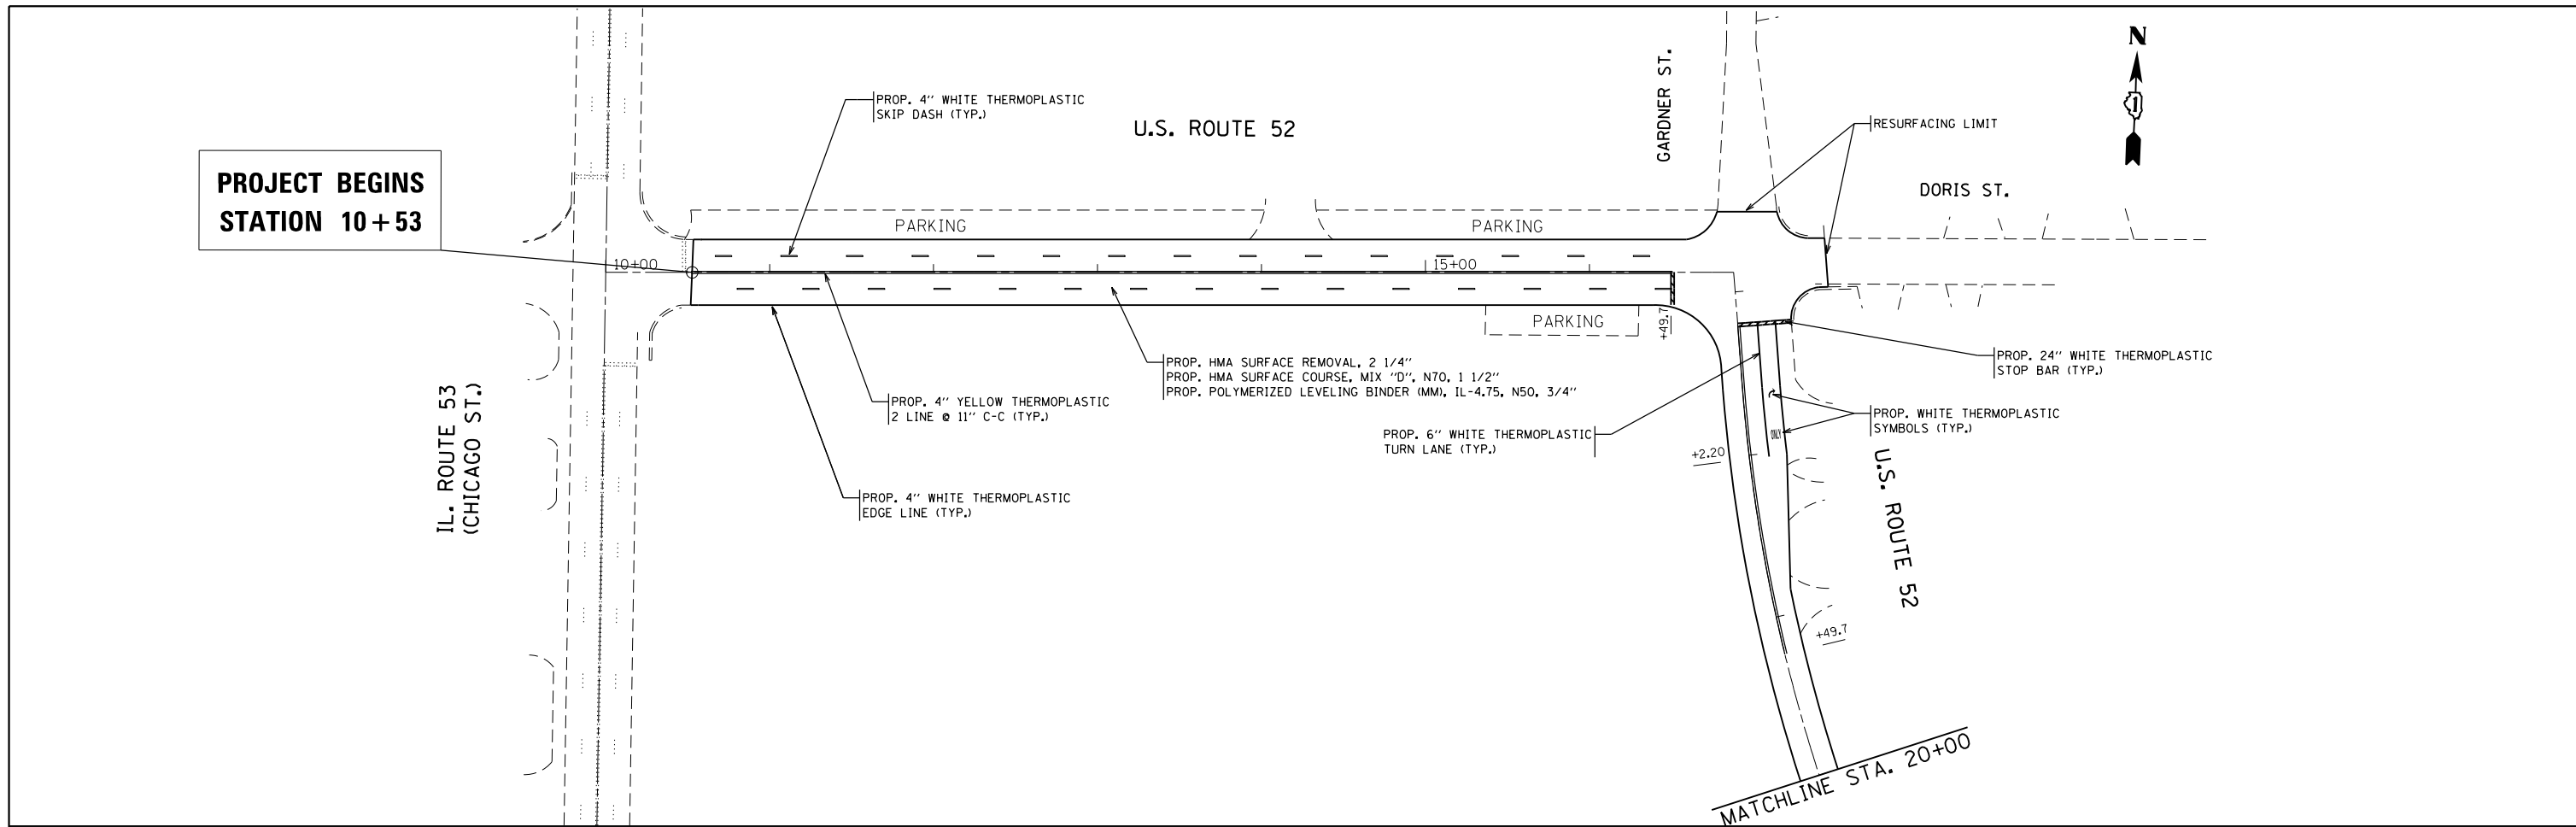 PROP. 4" WHITE THERMOPLASTIC
SKIP DASH (TYP.)
U.S. ROUTE 52
GARDNER ST.
N
1
RESURFACING LIMIT
DORIS ST.
PROJECT BEGINS
STATION 10+53
PARKING
PARKING
10+00
15+00
PARKING
+49.7
PROP. HMA SURFACE REMOVAL, 2 1/4"
PROP. HMA SURFACE COURSE, MIX "D", N70, 1 1/2"
PROP. POLYMERIZED LEVELING BINDER (MM), IL-4.75, N50, 3/4"
PROP. 24" WHITE THERMOPLASTIC
STOP BAR (TYP.)
PROP. 4" YELLOW THERMOPLASTIC
2 LINE @ 11" C-C (TYP.)
PROP. WHITE THERMOPLASTIC
SYMBOLS (TYP.)
ONLY
PROP. 6" WHITE THERMOPLASTIC
TURN LANE (TYP.)
+2.20
IL. ROUTE 53
(CHICAGO ST.)
PROP. 4" WHITE THERMOPLASTIC
EDGE LINE (TYP.)
U.S. ROUTE 52
+49.7
MATCHLINE STA. 20+00